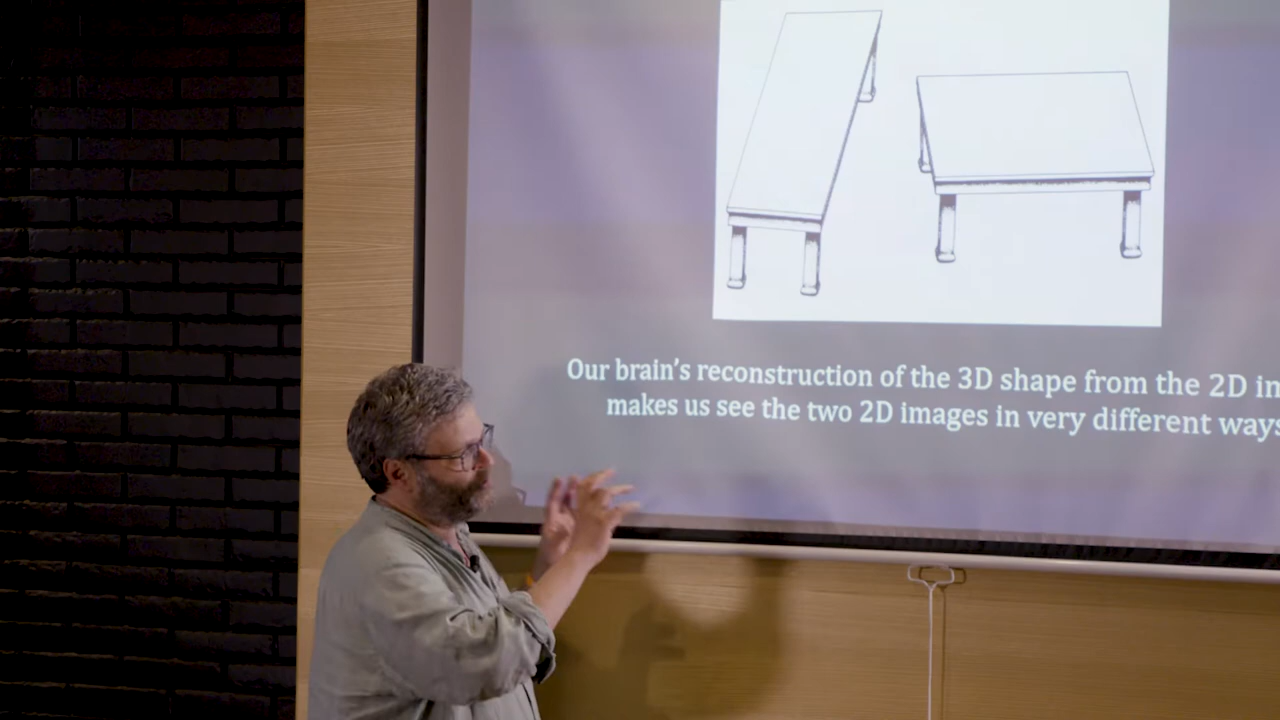 Our brain's reconstruction of the 3D shape from the 2D
makes us see the two 2D images in very different ways